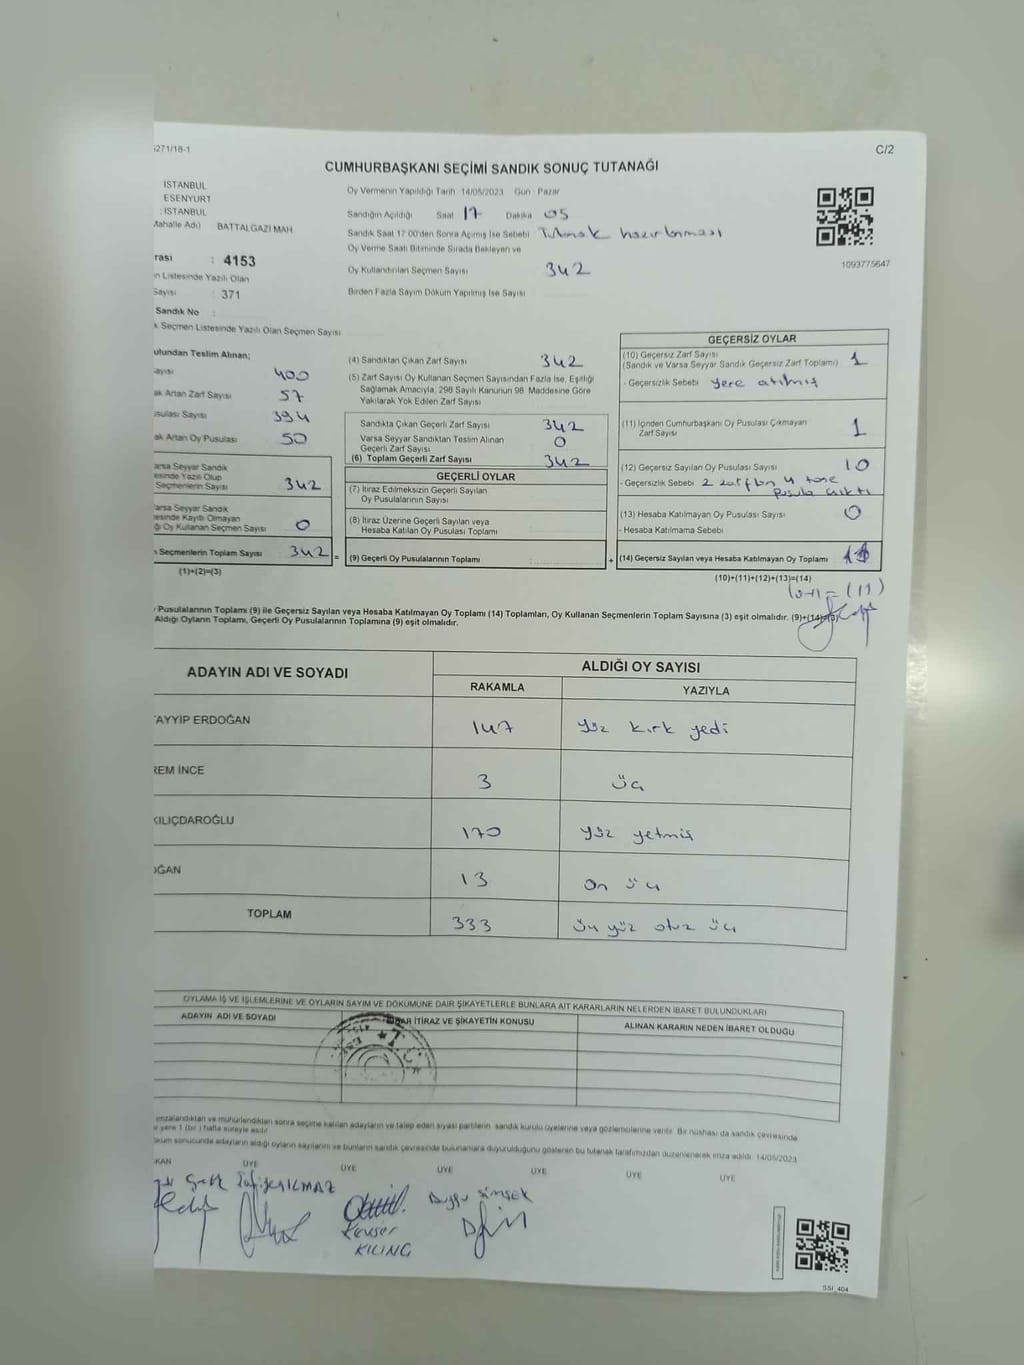 5271/18-1
C/2
CUMHURBAŞKANI SEÇİMİ SANDIK SONUÇ TUTANAĞI
İSTANBUL
ESENYURT
: İSTANBUL
Mahalle Adı) BATTALGAZİ MAH.
rası : 4153
n Listesinde Yazılı Olan
Sayısı : 371
Sandık No :
k Seçmen Listesinde Yazılı Olan Seçmen Sayısı
Oy Vermenin Yapıldığı Tarih 14/05/2023 Gün Pazar
Sandığın Açıldığı Saat 17 Dakika 05
Sandık Saat 17:00'den Sonra Açılmış İse Sebebi Tutanak hazırlanması
Oy Verme Saati Bitiminde Sırada Bekleyen ve
Oy Kullandırılan Seçmen Sayısı 342
Birden Fazla Sayım Döküm Yapılmış İse Sayısı
1093775647
ulundan Teslim Alınan;
ayısı 400
ak Artan Zarf Sayısı 57
usulası Sayısı 394
ak Artan Oy Pusulası 50
arsa Seyyar Sandık
esinde Yazılı Olup
Seçmenlerin Sayısı 342
arsa Seyyar Sandık
esinde Kayıtlı Olmayan
ği Oy Kullanan Seçmen Sayısı 0
n Seçmenlerin Toplam Sayısı 342 =
(1)+(2)=(3)
(4) Sandıktan Çıkan Zarf Sayısı 342
(5) Zarf Sayısı Oy Kullanan Seçmen Sayısından Fazla İse, Eşitliği
Sağlamak Amacıyla, 298 Sayılı Kanunun 98. Maddesine Göre
Yakılarak Yok Edilen Zarf Sayısı
Sandıkta Çıkan Geçerli Zarf Sayısı 342
Varsa Seyyar Sandıktan Teslim Alınan
Geçerli Zarf Sayısı 0
(6) Toplam Geçerli Zarf Sayısı 342
GEÇERLİ OYLAR
(7) İtiraz Edilmeksizin Geçerli Sayılan
Oy Pusulalarının Sayısı
(8) İtiraz Üzerine Geçerli Sayılan veya
Hesaba Katılan Oy Pusulaları Toplamı
(9) Geçerli Oy Pusulalarının Toplamı +
GEÇERSİZ OYLAR
(10) Geçersiz Zarf Sayısı
(Sandık ve Varsa Seyyar Sandık Geçersiz Zarf Toplamı) 1
- Geçersizlik Sebebi yere atılmış
(11) İçinden Cumhurbaşkanı Oy Pusulası Çıkmayan
Zarf Sayısı 1
(12) Geçersiz Sayılan Oy Pusulası Sayısı 10
- Geçersizlik Sebebi 2 zarftan 4 tane
Pusula çıktı
(13) Hesaba Katılmayan Oy Pusulası Sayısı 0
- Hesaba Katılmama Sebebi
(14) Geçersiz Sayılan veya Hesaba Katılmayan Oy Toplamı
(10)+(11)+(12)+(13)=(14)
= (11)
Pusulalarının Toplamı (9) ile Geçersiz Sayılan veya Hesaba Katılmayan Oy Toplamı (14) Toplamları, Oy Kullanan Seçmenlerin Toplam Sayısına (3) eşit olmalıdır. (9)+(14)=(3)
Aldığı Oyların Toplamı, Geçerli Oy Pusulalarının Toplamına (9) eşit olmalıdır.
ADAYIN ADI VE SOYADI ALDIĞI OY SAYISI
RAKAMLA YAZIYLA
TAYYİP ERDOĞAN 147 Yüz kırk yedi
REM İNCE 3 üç
KILIÇDAROĞLU 170 Yüz yetmiş
OĞAN 13 On üç
TOPLAM 333 Üç yüz otuz üç
OYLAMA İŞ VE İŞLEMLERİNE VE OYLARIN SAYIM VE DÖKÜMÜNE DAİR ŞİKAYETLERLE BUNLARA AİT KARARLARIN NELERDEN İBARET BULUNDUKLARI
ADAYIN ADI VE SOYADI İTİRAZ VE ŞİKAYETİN KONUSU ALINAN KARARIN NEDEN İBARET OLDUĞU
T.C.
imzalandıktan ve mühürlendikten sonra seçime katılan adayların ve talep eden siyasi partilerin sandık kurulu üyelerine veya gözlemcilerine verilir. Bir nüshası da sandık çevresinde
e yere 1 (bir) hafta süreyle asılır.
küm sonucunda adayların aldığı oyların sayılarını ve bunların sandık çevresinde bulunanlara duyurulduğunu gösteren bu tutanak tarafımızdan düzenlenerek imza edildi. 14/05/2023
KAN ÜYE ÜYE ÜYE ÜYE ÜYE ÜYE
YILMAZ
Duygu Şimşek
Kevser
KILINÇ
SSİ_404